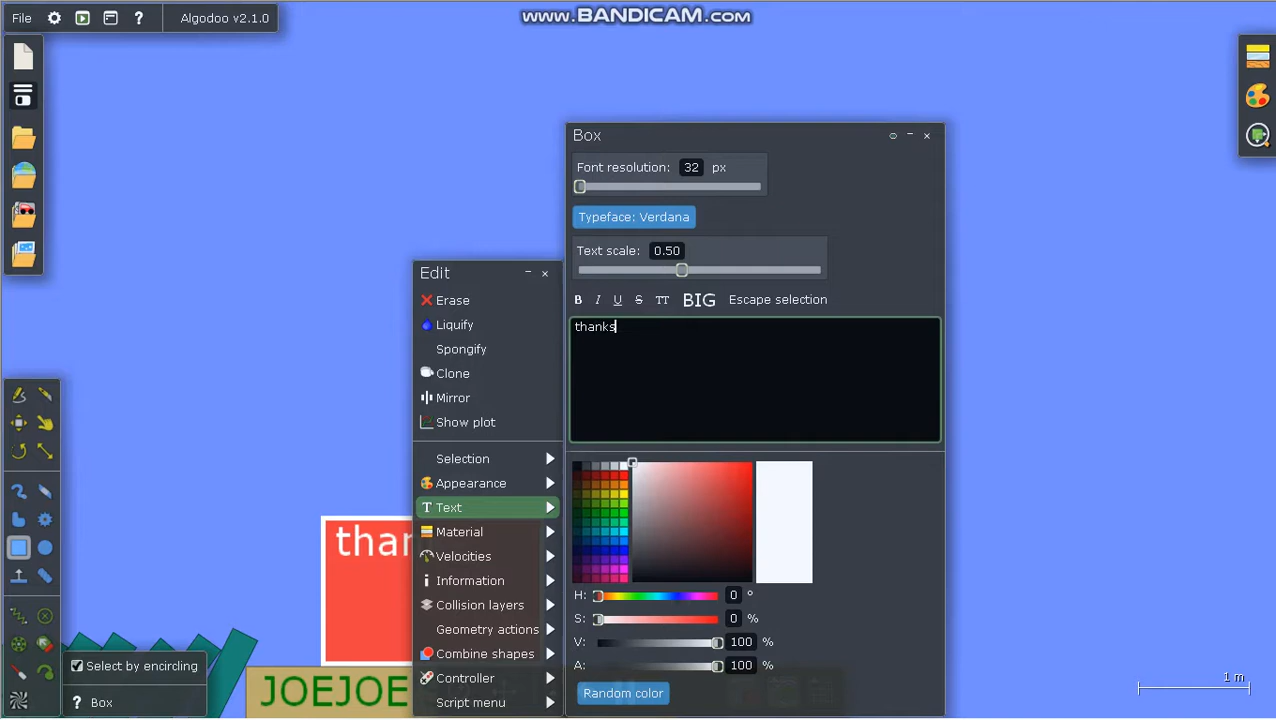 File
?
Algodoo v2.1.0
www.BANDICAM.com
Box
Font resolution: 32 px
Typeface: Verdana
Text scale: 0.50
B I U S TT BIG Escape selection
thanks
Edit
Erase
Liquify
Spongify
Clone
Mirror
Show plot
Selection
Appearance
T Text
Material
Velocities
Information
Collision layers
Geometry actions
Combine shapes
Controller
Script menu
H: 0 °
S: 0 %
V: 100 %
A: 100 %
Random color
than
JOEJOE
Select by encircling
? Box
1 m